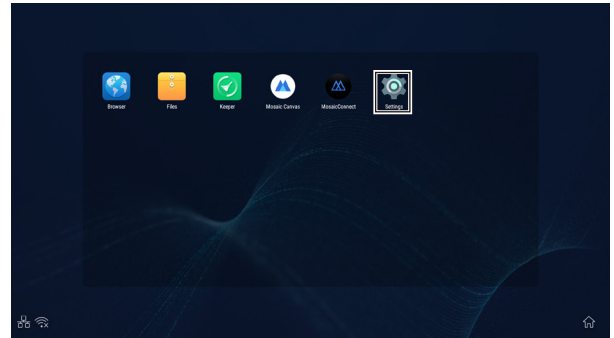 Browser
Files
Keeper
Mosaic Canvas
MosaicConnect
Settings